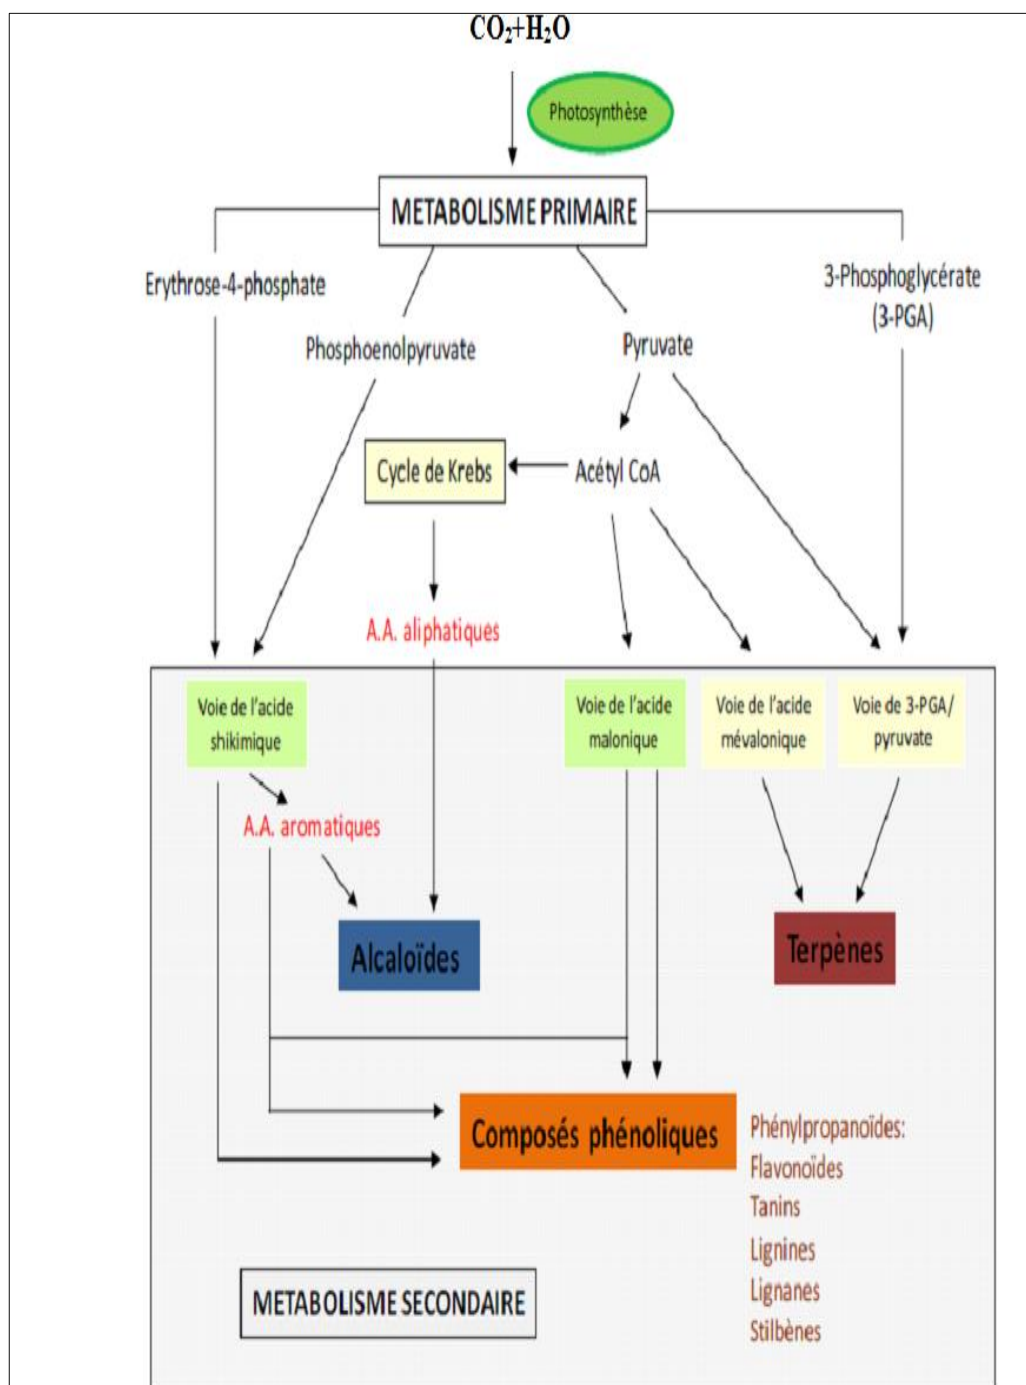 CO₂+H₂O
Photosynthèse
METABOLISME PRIMAIRE
Erythrose-4-phosphate
3-Phosphoglycérate
(3-PGA)
Phosphoenolpyruvate
Pyruvate
Cycle de Krebs
Acétyl CoA
A.A. aliphatiques
Voie de l'acide
shikimique
Voie de l'acide
malonique
Voie de l'acide
mévalonique
Voie de 3-PGA/
pyruvate
A.A. aromatiques
Alcaloïdes
Terpènes
Composés phénoliques
Phénylpropanoïdes:
Flavonoïdes
Tanins
Lignines
Lignanes
Stilbènes
METABOLISME SECONDAIRE